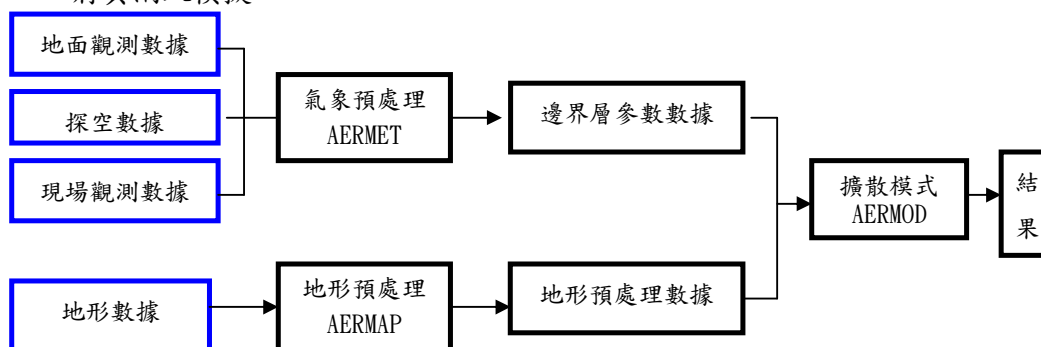 地面觀測數據
探空數據
現場觀測數據
氣象預處理
AERMET
邊界層參數數據
擴散模式
AERMOD
結
果
地形數據
地形預處理
AERMAP
地形預處理數據